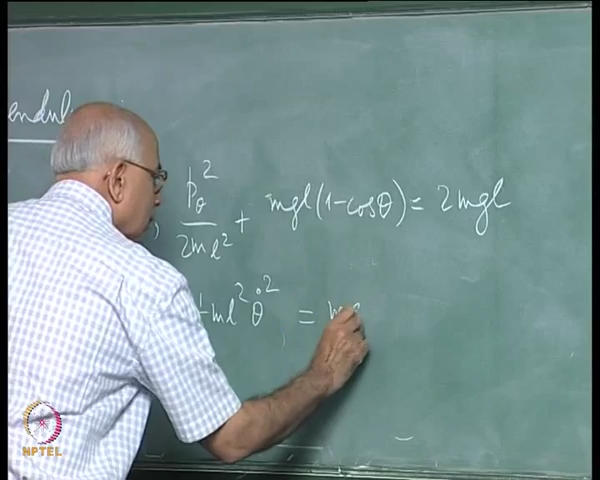 endul
p_θ²/2ml² + mgl(1-cosθ) = 2mgl
ml²θ̇² = m
NPTEL